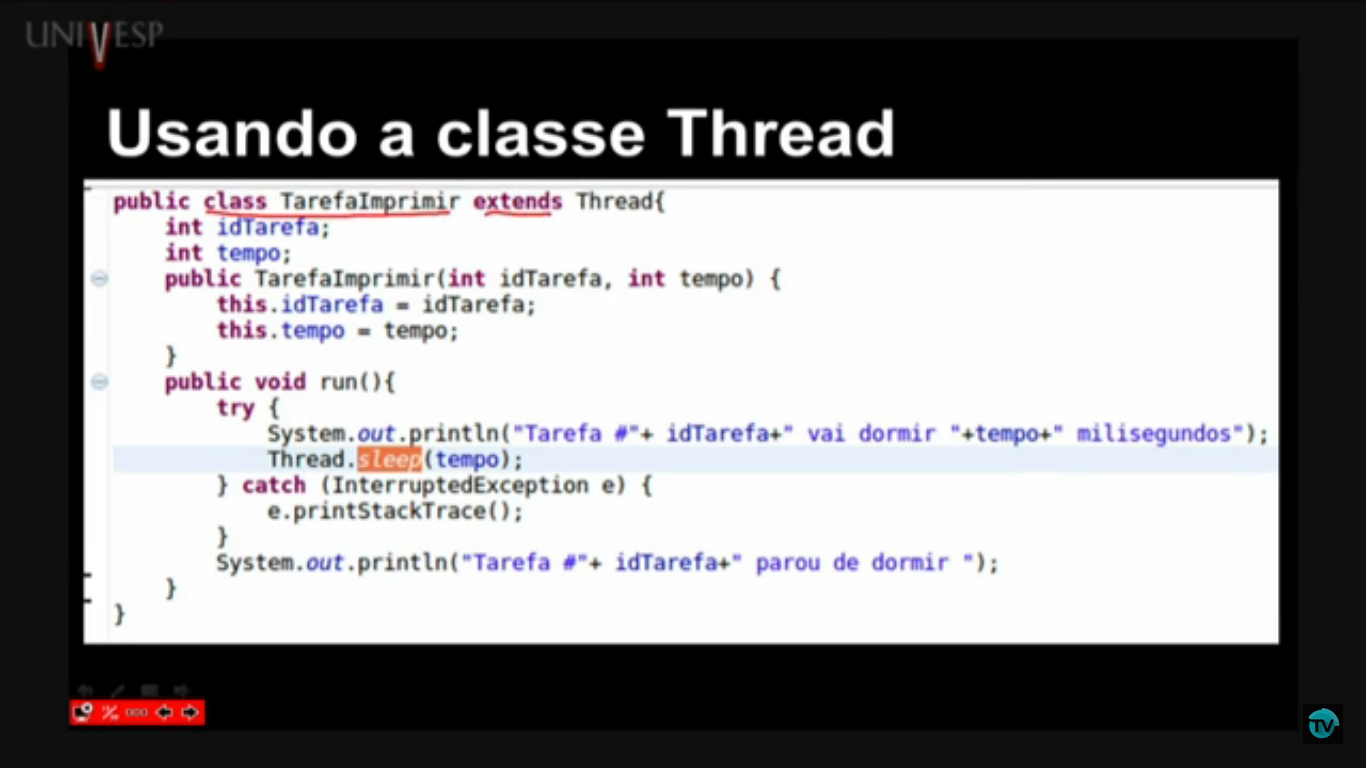 UNIVESP
Usando a classe Thread
public class TarefaImprimir extends Thread{
    int idTarefa;
    int tempo;
    public TarefaImprimir(int idTarefa, int tempo) {
        this.idTarefa = idTarefa;
        this.tempo = tempo;
    }
    public void run(){
        try {
            System.out.println("Tarefa #"+ idTarefa+" vai dormir "+tempo+" milisegundos");
            Thread.sleep(tempo);
        } catch (InterruptedException e) {
            e.printStackTrace();
        }
        System.out.println("Tarefa #"+ idTarefa+" parou de dormir ");
    }
}
TV